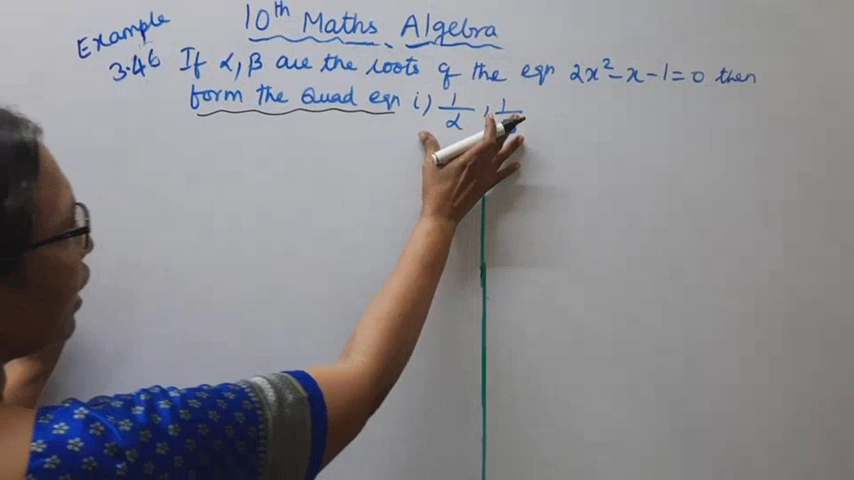 10th Maths Algebra
Example
3.46 If α, β are the roots of the eqn 2x² - x - 1 = 0 then
form the Quad eqn i) 1/α , 1/